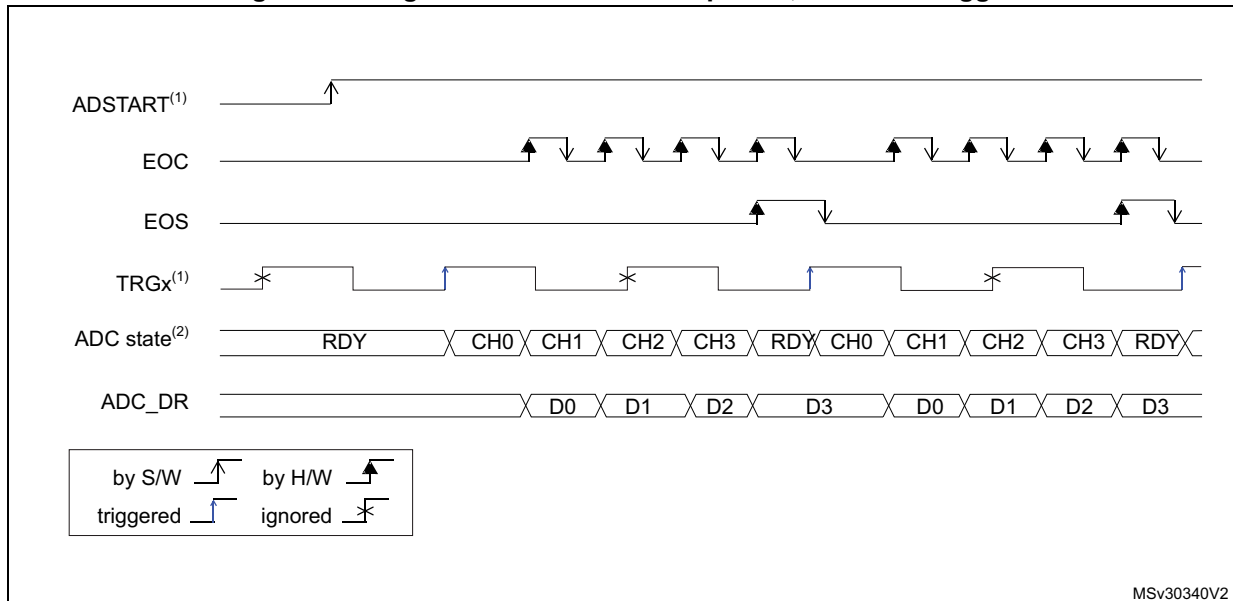 ADSTART(1)
EOC
EOS
TRGx(1)
ADC state(2) RDY CH0 CH1 CH2 CH3 RDY CH0 CH1 CH2 CH3 RDY
ADC_DR D0 D1 D2 D3 D0 D1 D2 D3
by S/W by H/W
triggered ignored
MSv30340V2